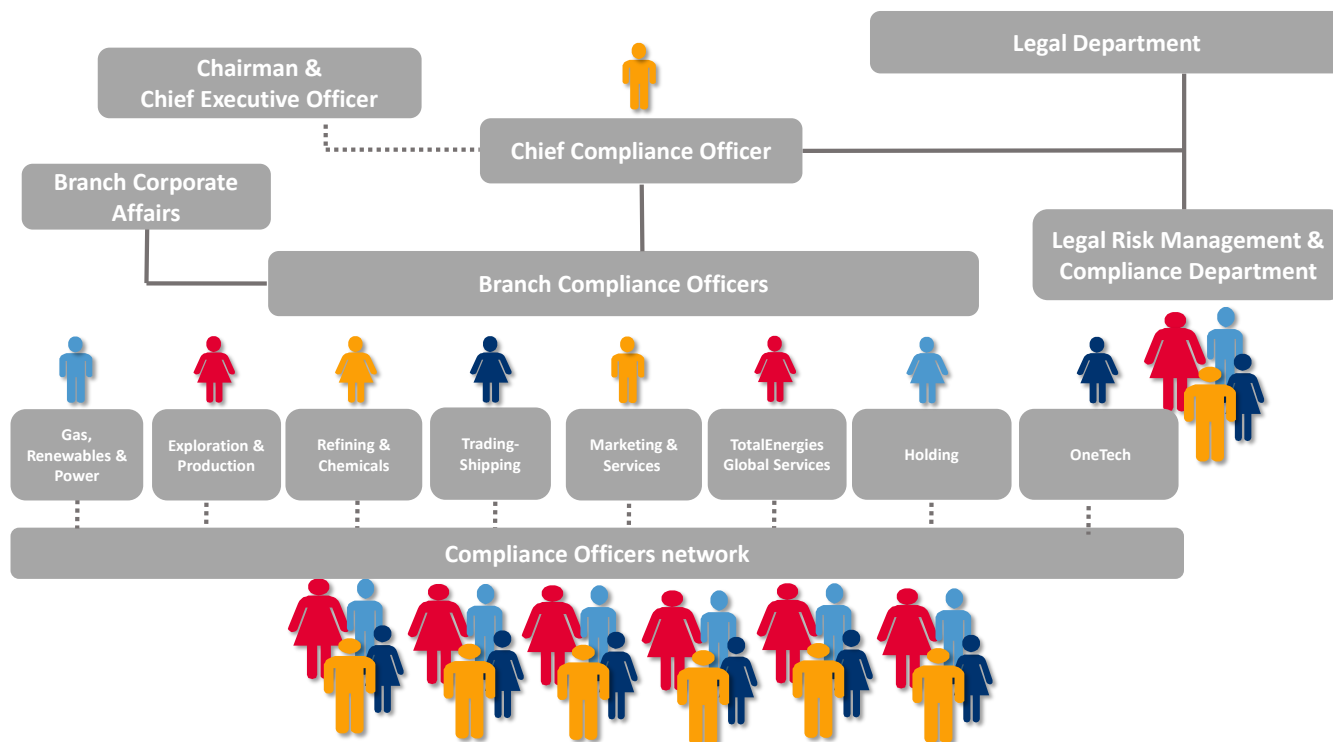 Legal Department
Chairman &
Chief Executive Officer
Chief Compliance Officer
Branch Corporate
Affairs
Legal Risk Management &
Compliance Department
Branch Compliance Officers
Gas,
Renewables &
Power
Exploration &
Production
Refining &
Chemicals
Trading-
Shipping
Marketing &
Services
TotalEnergies
Global Services
Holding
OneTech
Compliance Officers network